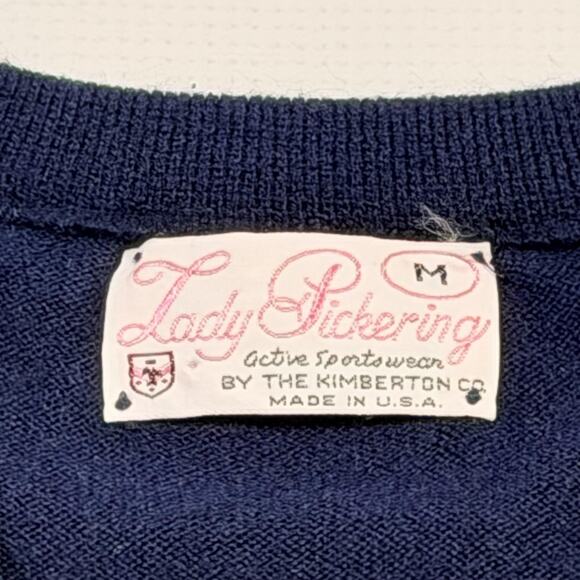 M
Lady Pickering
active Sportswear
BY THE KIMBERTON CO.
MADE IN U.S.A.